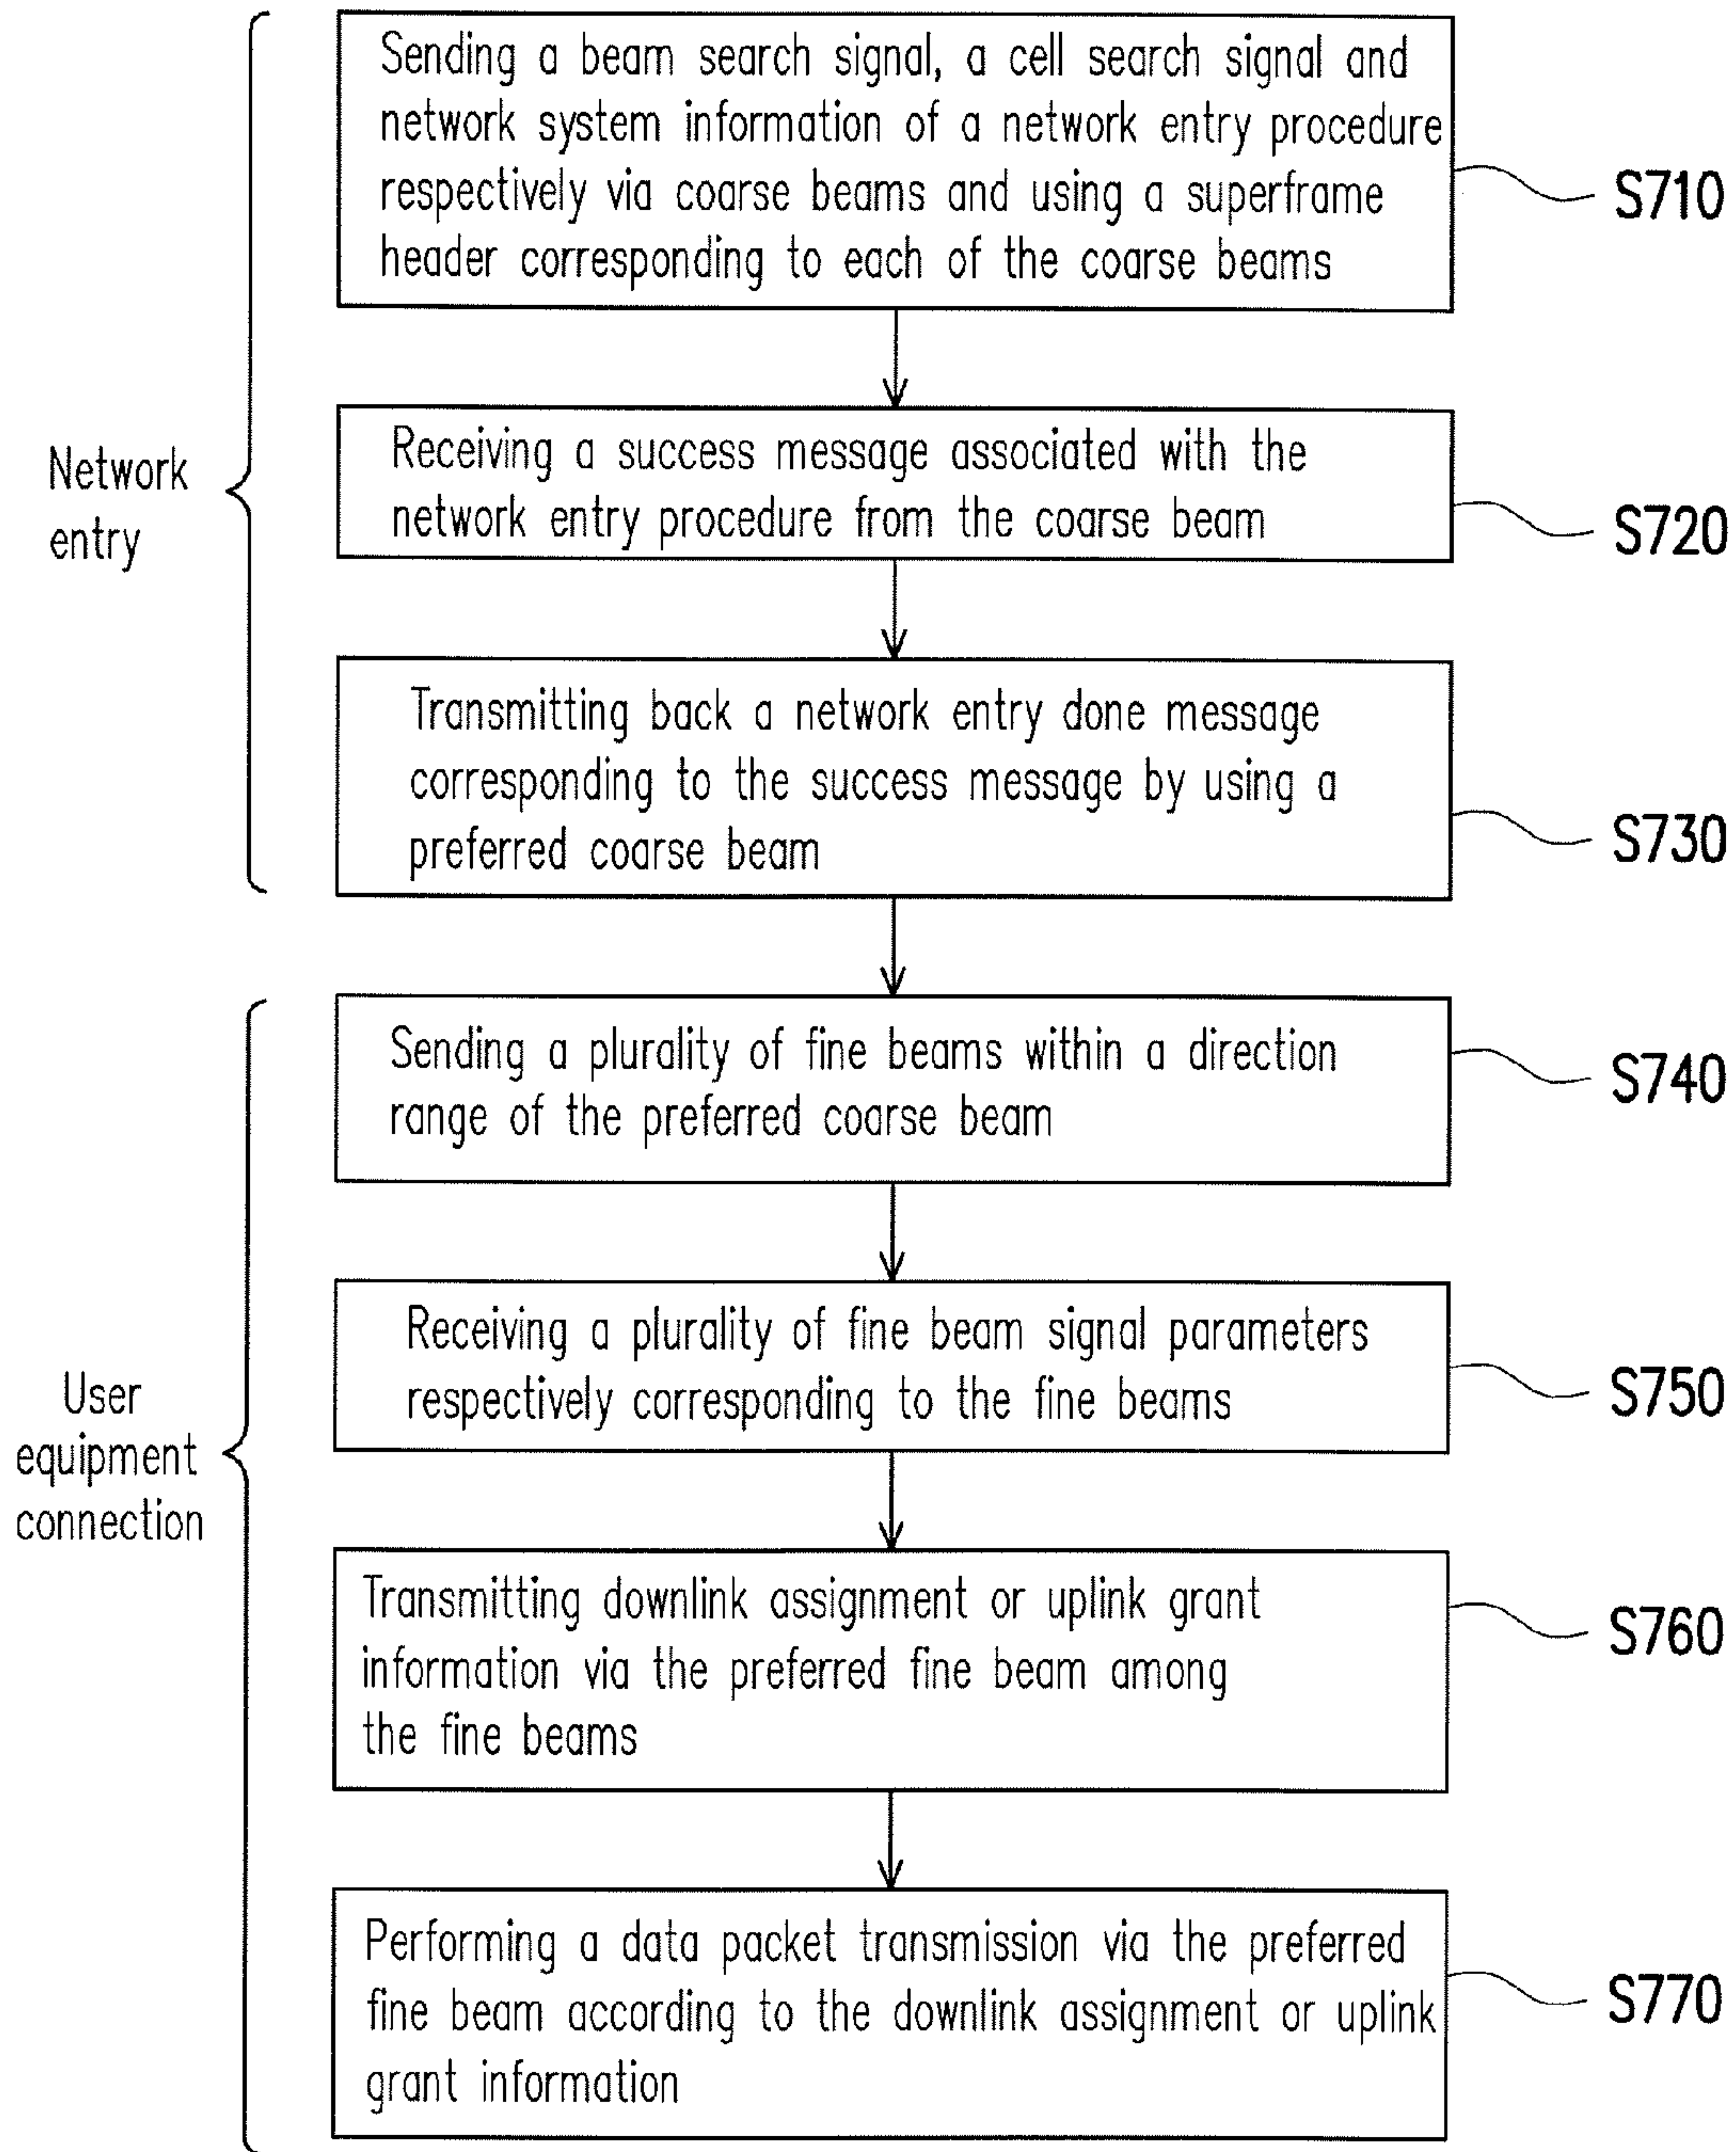 Sending a beam search signal, a cell search signal and
network system information of a network entry procedure
respectively via coarse beams and using a superframe
header corresponding to each of the coarse beams
S710
Receiving a success message associated with the
network entry procedure from the coarse beam
S720
Network
entry
Transmitting back a network entry done message
corresponding to the success message by using a
preferred coarse beam
S730
Sending a plurality of fine beams within a direction
range of the preferred coarse beam
S740
Receiving a plurality of fine beam signal parameters
respectively corresponding to the fine beams
S750
User
equipment
connection
Transmitting downlink assignment or uplink grant
information via the preferred fine beam among
the fine beams
S760
Performing a data packet transmission via the preferred
fine beam according to the downlink assignment or uplink
grant information
S770